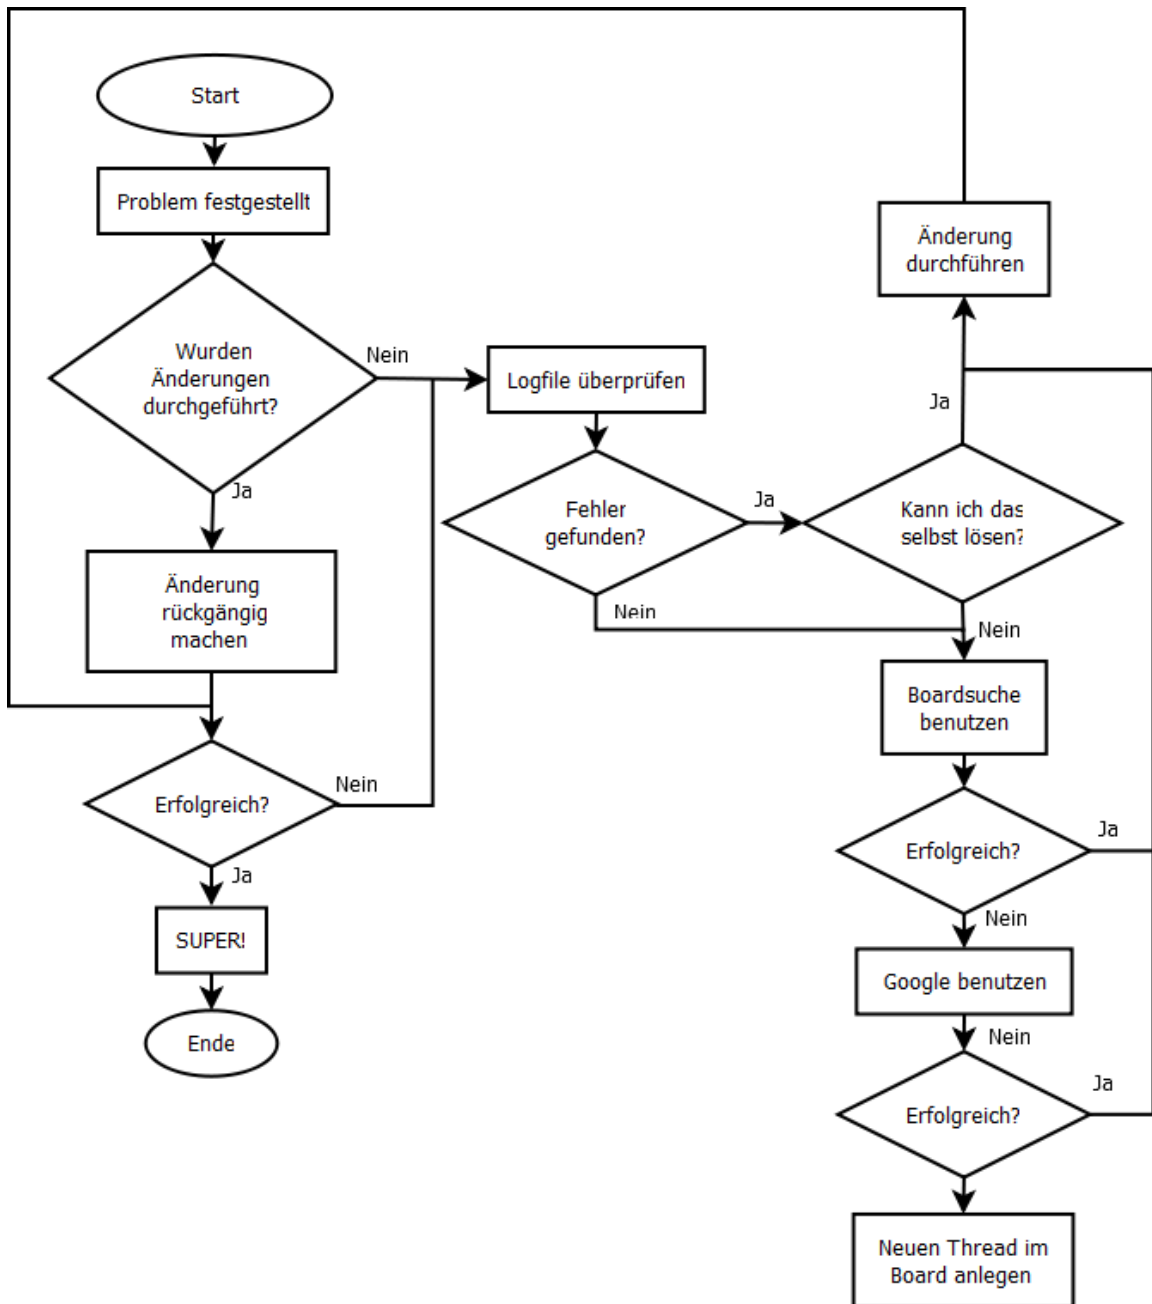 Start
Problem festgestellt
Wurden
Änderungen
durchgeführt?
Nein
Ja
Änderung
rückgängig
machen
Erfolgreich?
Nein
Ja
SUPER!
Ende
Logfile überprüfen
Fehler
gefunden?
Ja
Nein
Kann ich das
selbst lösen?
Ja
Änderung
durchführen
Nein
Boardsuche
benutzen
Erfolgreich?
Ja
Nein
Google benutzen
Nein
Erfolgreich?
Ja
Neuen Thread im
Board anlegen